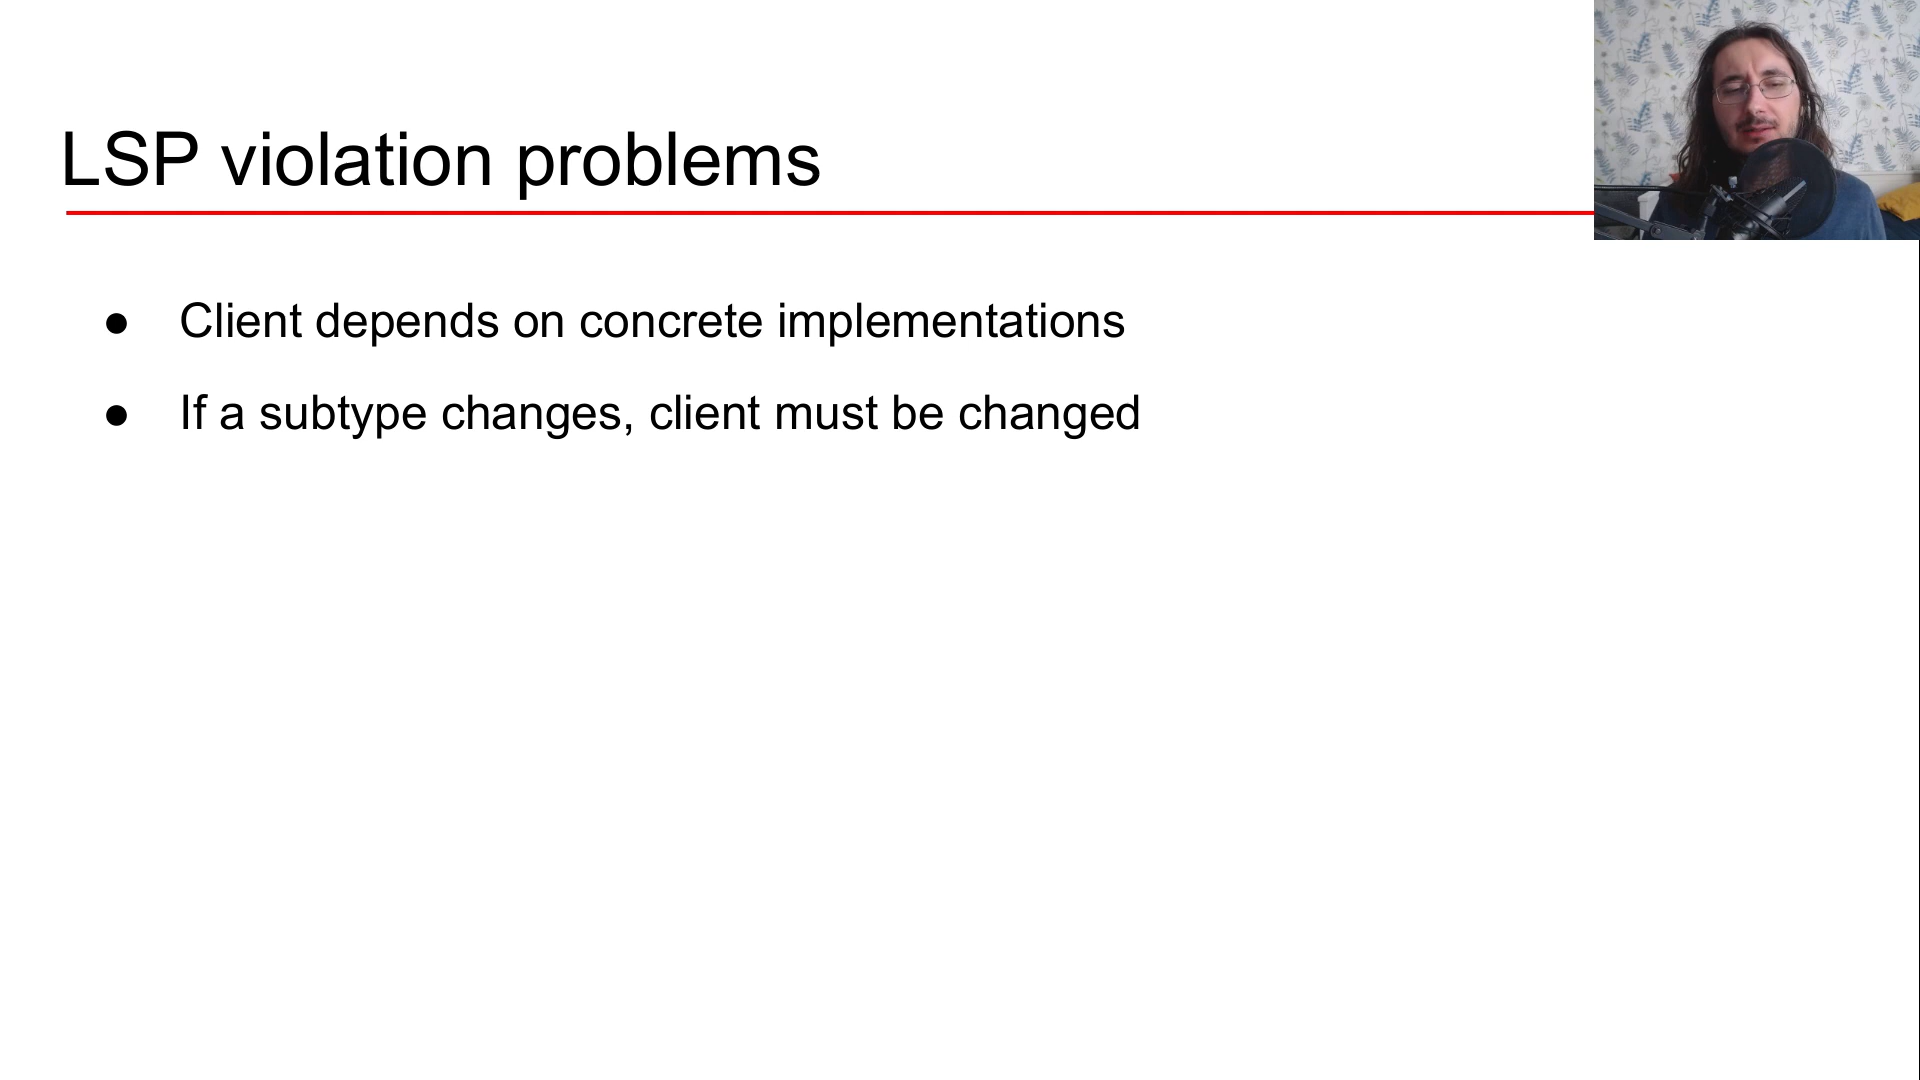 LSP violation problems
● Client depends on concrete implementations
● If a subtype changes, client must be changed